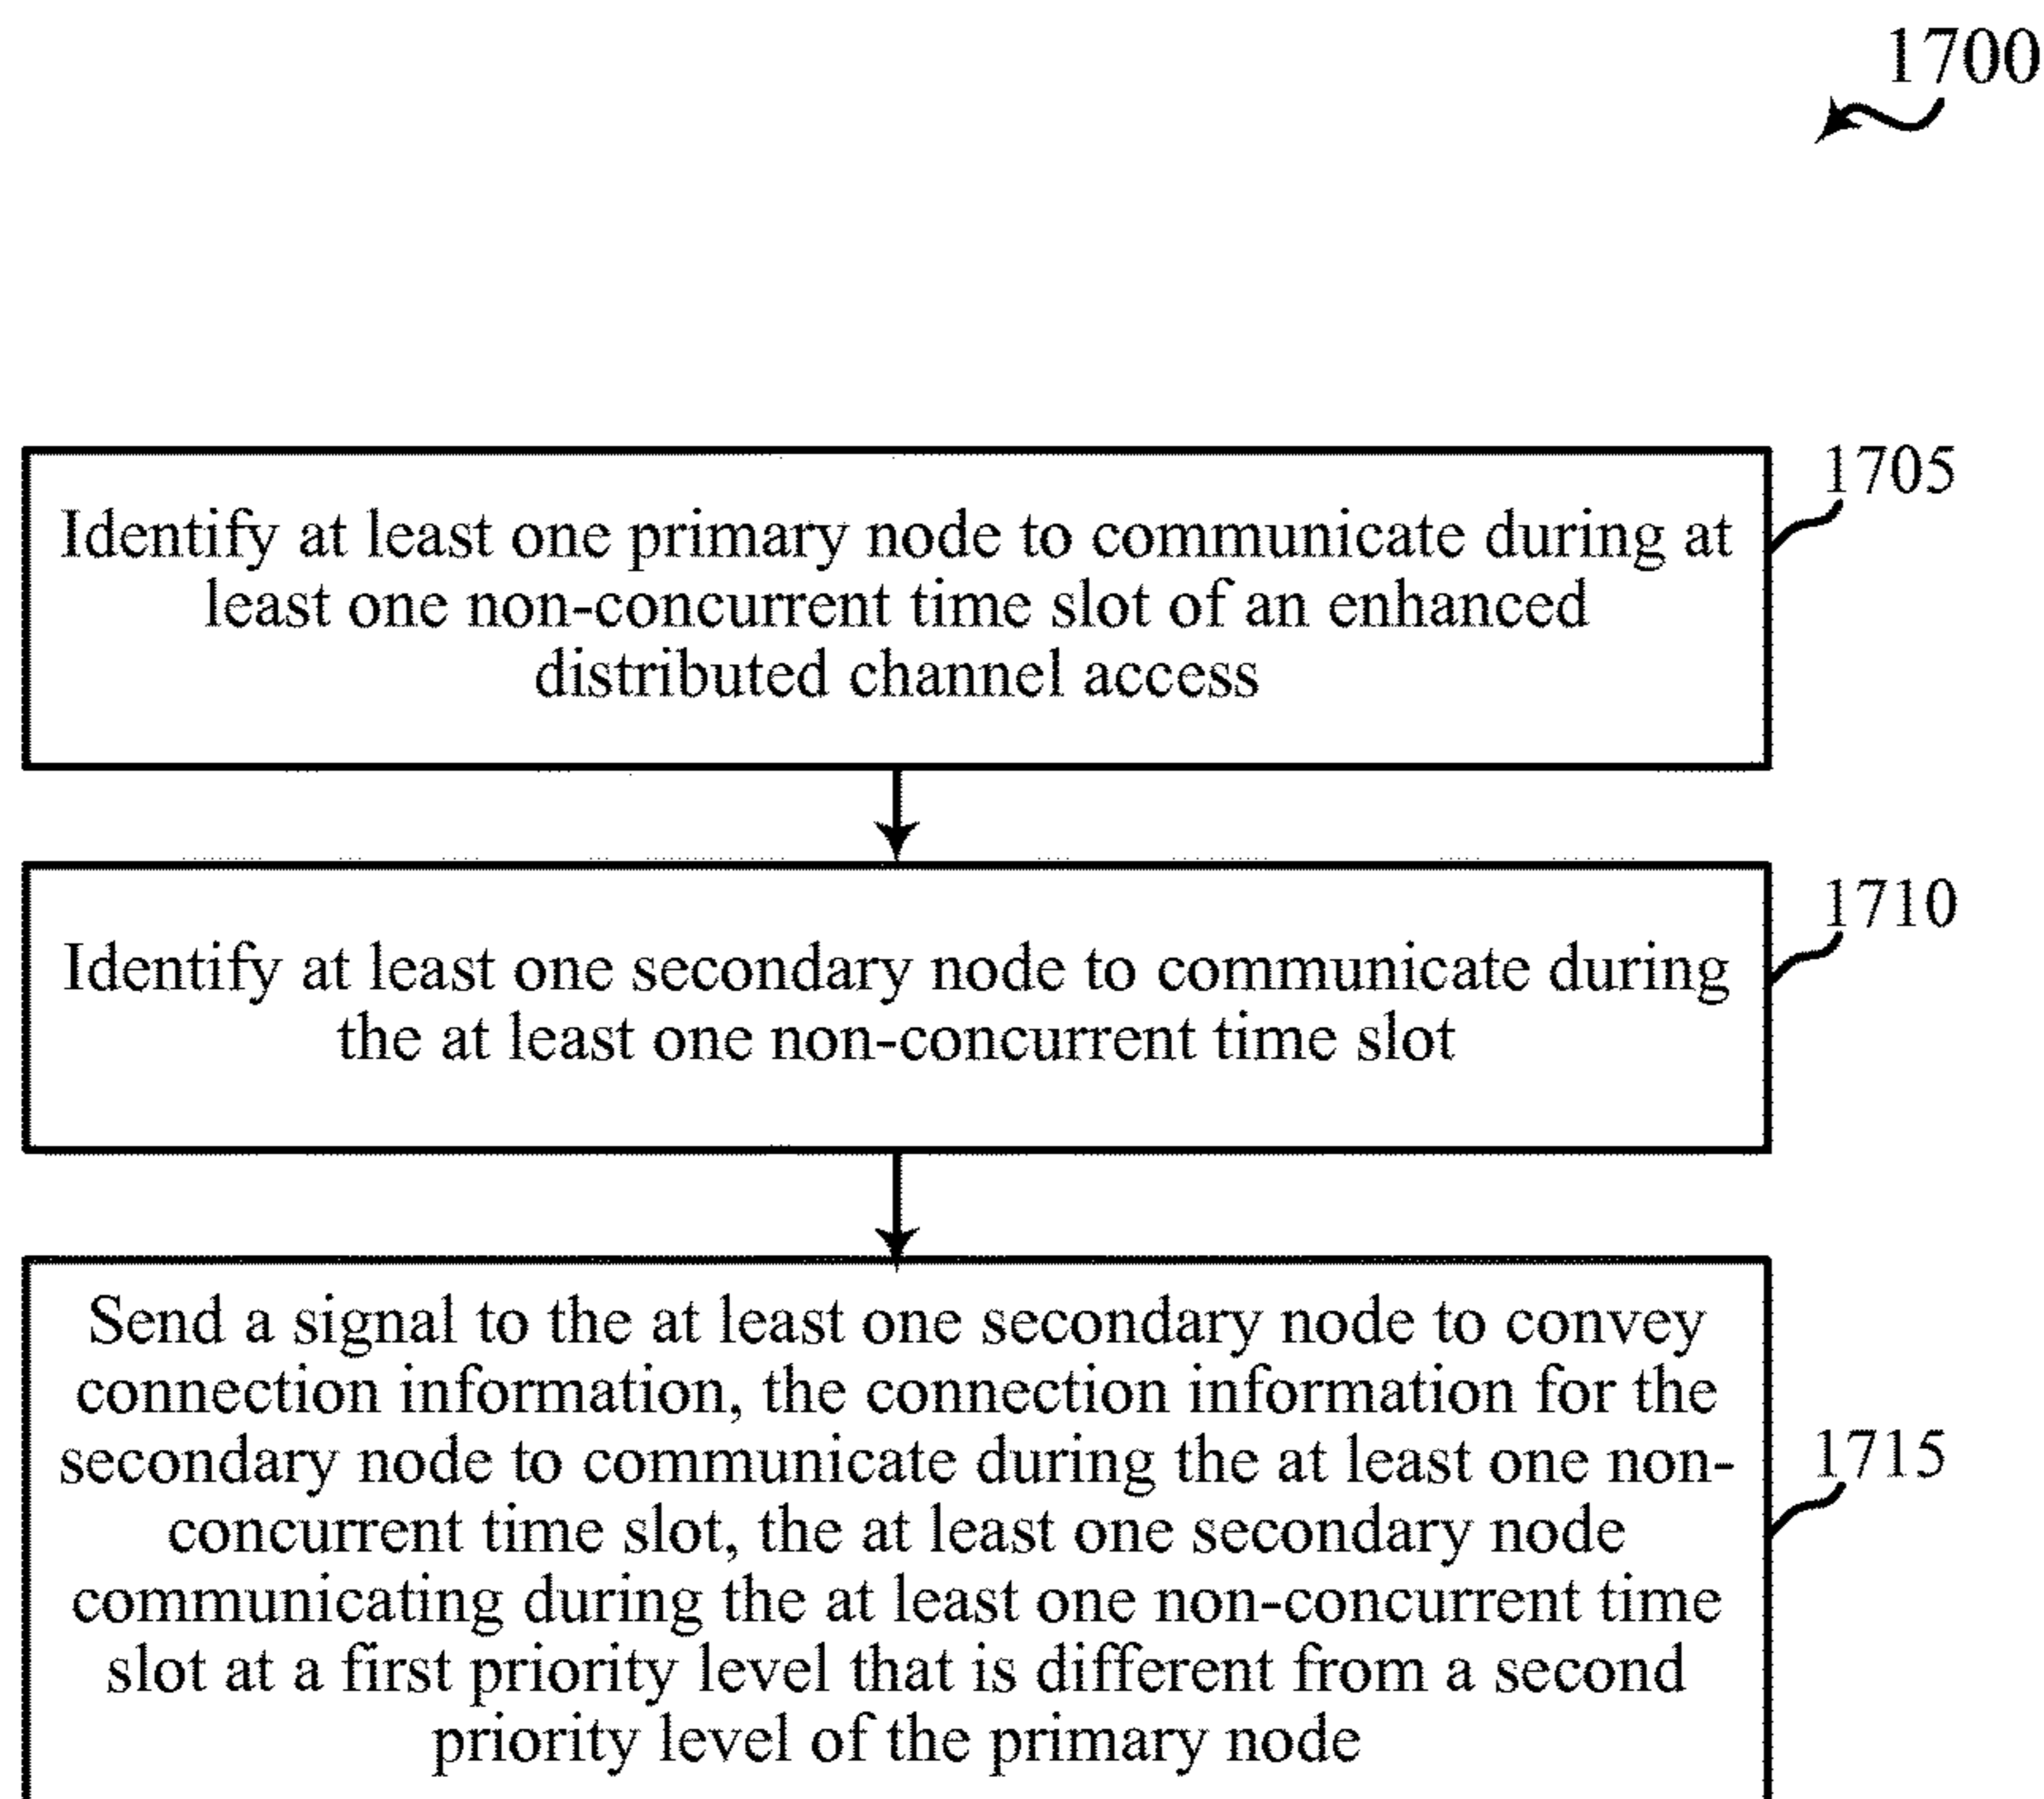 1700
1705
Identify at least one primary node to communicate during at
least one non-concurrent time slot of an enhanced
distributed channel access
1710
Identify at least one secondary node to communicate during
the at least one non-concurrent time slot
Send a signal to the at least one secondary node to convey
connection information, the connection information for the
secondary node to communicate during the at least one non-
concurrent time slot, the at least one secondary node
communicating during the at least one non-concurrent time
slot at a first priority level that is different from a second
priority level of the primary node
1715